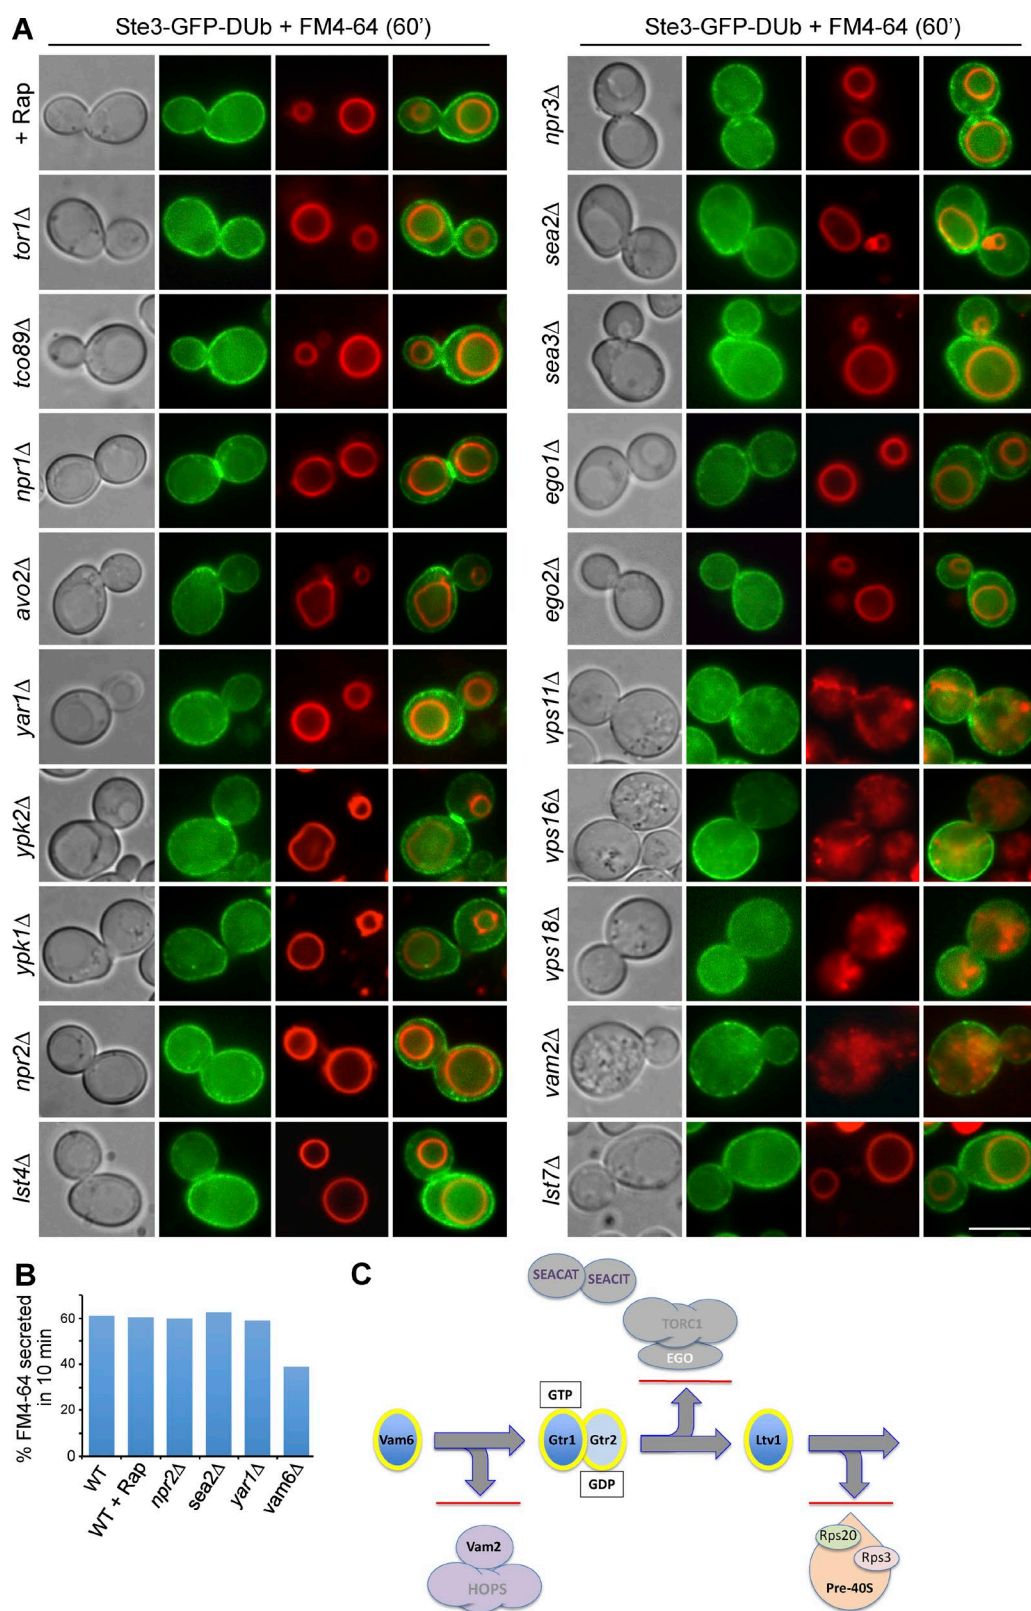 A
Ste3-GFP-DUb + FM4-64 (60’)
+ Rap
tor1Δ
tco89Δ
npr1Δ
avo2Δ
yar1Δ
ypk2Δ
ypk1Δ
npr2Δ
lst4Δ
Ste3-GFP-DUb + FM4-64 (60’)
npr3Δ
sea2Δ
sea3Δ
ego1Δ
ego2Δ
vps11Δ
vps16Δ
vps18Δ
vam2Δ
lst7Δ
B
% FM4-64 secreted
in 10 min
60
40
20
0
WT
WT + Rap
npr2Δ
sea2Δ
yar1Δ
vam6Δ
C
SEACAT
SEACIT
TORC1
EGO
GTP
Vam6
Gtr1
Gtr2
Ltv1
GDP
Vam2
HOPS
Rps20
Rps3
Pre-40S